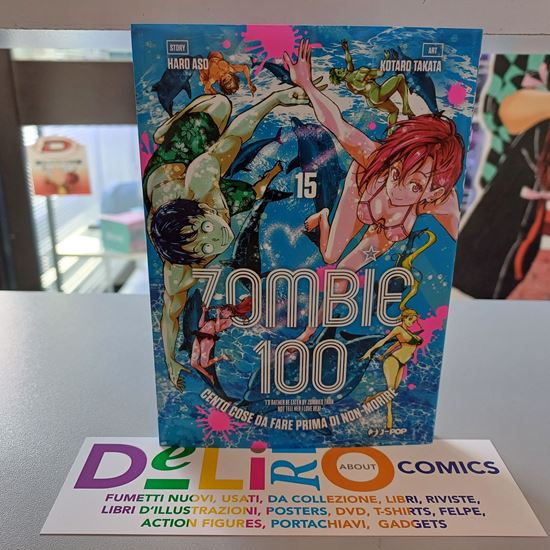 STORY
HARO ASO
ART
KOTARO TAKATA
15
ZOMBIE
100
I'D RATHER BE EATEN BY ZOMBIES THAN
NOT TELL HER I LOVE HER!
CENTO COSE DA FARE PRIMA DI NON-MORIRE
J-POP
DeLiRiO ABOUT COMICS
FUMETTI NUOVI, USATI, DA COLLEZIONE, LIBRI, RIVISTE,
LIBRI D'ILLUSTRAZIONI, POSTERS, DVD, T-SHIRTS, FELPE,
ACTION FIGURES, PORTACHIAVI, GADGETS